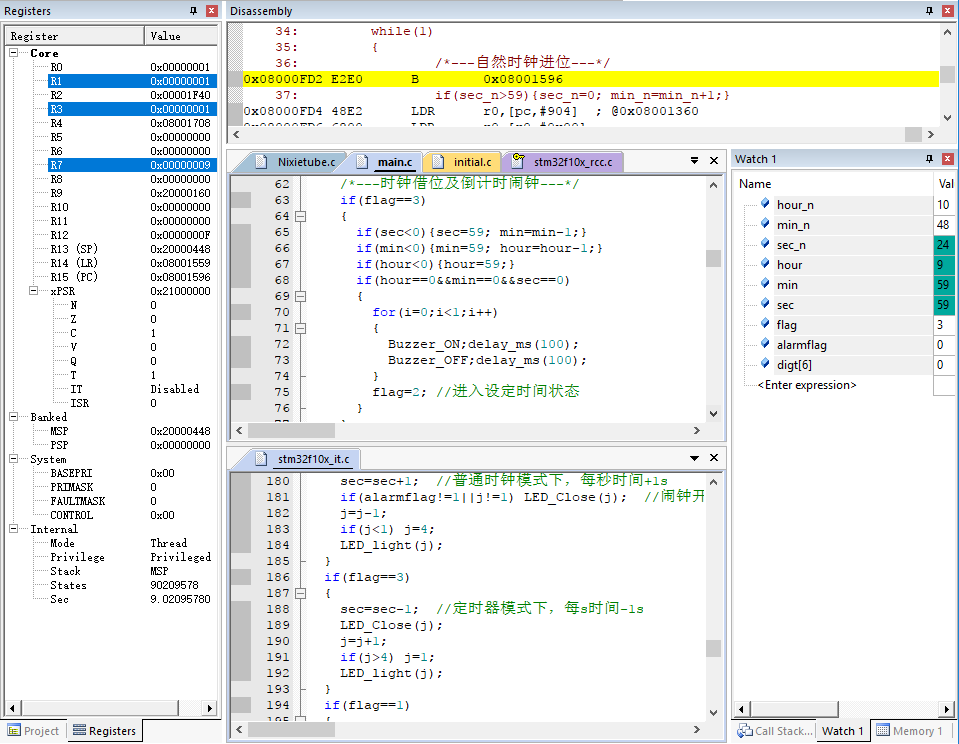 Registers
Register Value
Core
R0 0x00000001
R1 0x00000001
R2 0x00001F40
R3 0x00000001
R4 0x08001708
R5 0x00000000
R6 0x00000000
R7 0x00000009
R8 0x00000000
R9 0x20000160
R10 0x00000000
R11 0x00000000
R12 0x0000000F
R13 (SP) 0x20000448
R14 (LR) 0x08001559
R15 (PC) 0x08001596
xPSR 0x21000000
N 0
Z 0
C 1
V 0
Q 0
T 1
IT Disabled
ISR 0
Banked
MSP 0x20000448
PSP 0x00000000
System
BASEPRI 0x00
PRIMASK 0
FAULTMASK 0
CONTROL 0x00
Internal
Mode Thread
Privilege Privileged
Stack MSP
States 90209578
Sec 9.02095780
Project Registers
Disassembly
34: while(1)
35: {
36: /*---自然时钟进位---*/
0x08000FD2 E2E0 B 0x08001596
37: if(sec_n>59){sec_n=0; min_n=min_n+1;}
0x08000FD4 48E2 LDR r0,[pc,#904] ; @0x08001360
Nixietube.c main.c initial.c stm32f10x_rcc.c
62 /*---时钟借位及倒计时闹钟---*/
63 if(flag==3)
64 {
65 if(sec<0){sec=59; min=min-1;}
66 if(min<0){min=59; hour=hour-1;}
67 if(hour<0){hour=59;}
68 if(hour==0&&min==0&&sec==0)
69 {
70 for(i=0;i<1;i++)
71 {
72 Buzzer_ON;delay_ms(100);
73 Buzzer_OFF;delay_ms(100);
74 }
75 flag=2; //进入设定时间状态
76 }
stm32f10x_it.c
180 sec=sec+1; //普通时钟模式下，每秒时间+1s
181 if(alarmflag!=1||j!=1) LED_Close(j); //闹钟开
182 j=j-1;
183 if(j<1) j=4;
184 LED_light(j);
185 }
186 if(flag==3)
187 {
188 sec=sec-1; //定时器模式下，每s时间-1s
189 LED_Close(j);
190 j=j+1;
191 if(j>4) j=1;
192 LED_light(j);
193 }
194 if(flag==1)
195 {
Watch 1
Name Val
hour_n 10
min_n 48
sec_n 24
hour 9
min 59
sec 59
flag 3
alarmflag 0
digt[6] 0
<Enter expression>
Call Stack... Watch 1 Memory 1